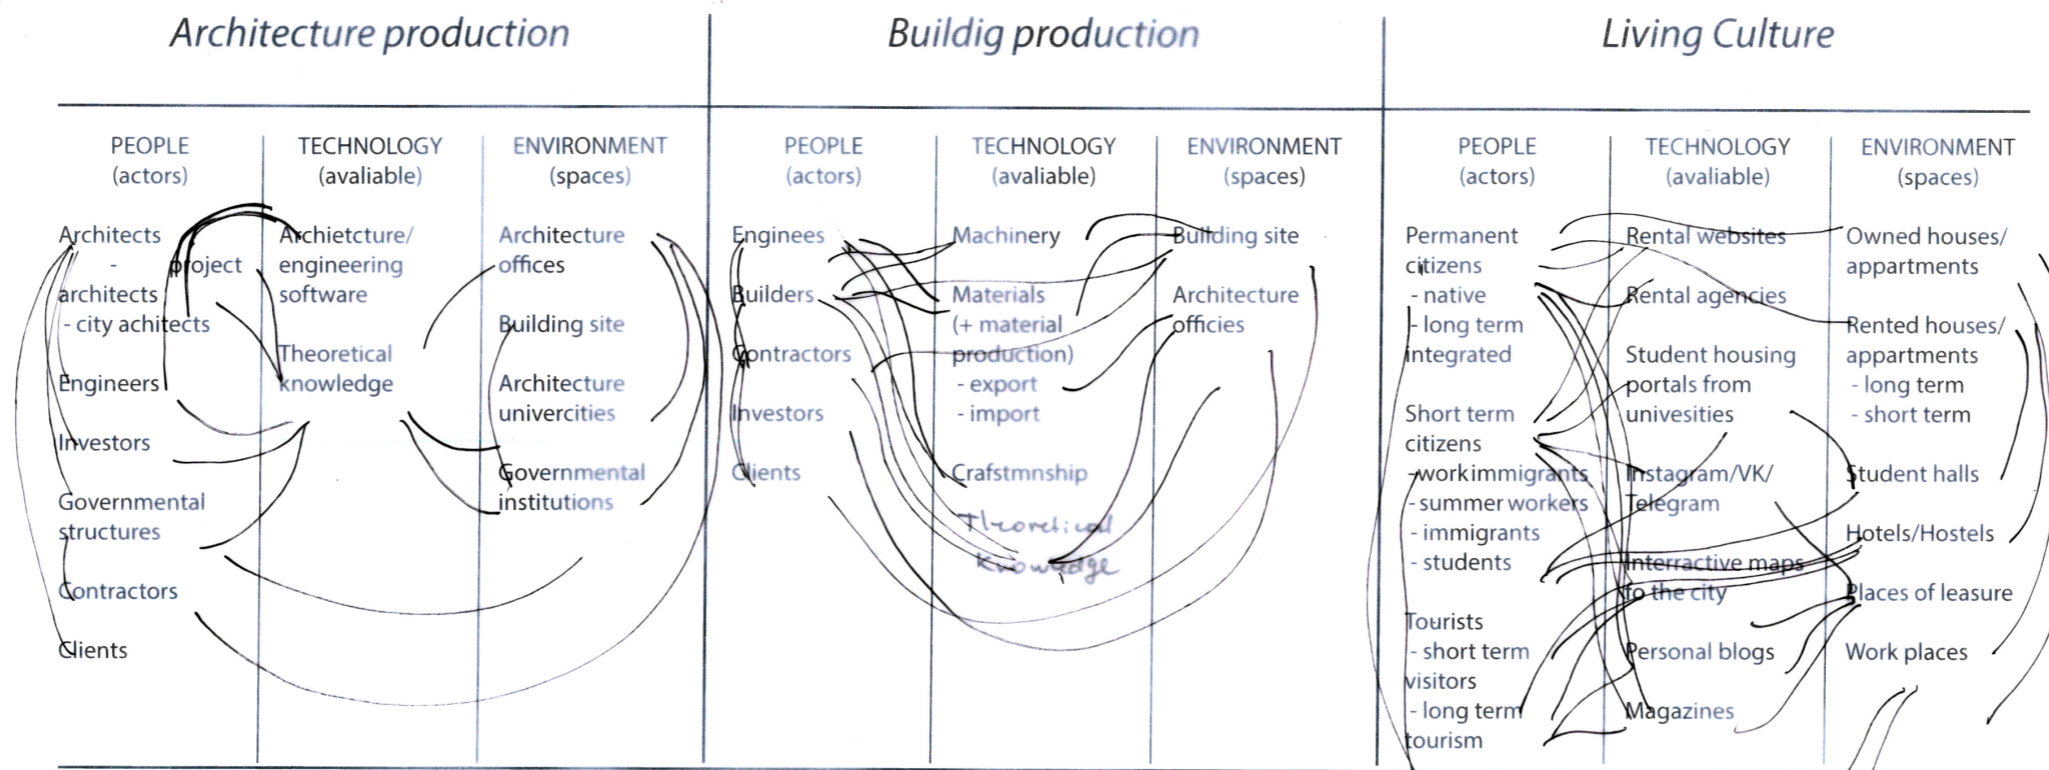 Architecture production
Buildig production
Living Culture
PEOPLE
(actors)
TECHNOLOGY
(avaliable)
ENVIRONMENT
(spaces)
PEOPLE
(actors)
TECHNOLOGY
(avaliable)
ENVIRONMENT
(spaces)
PEOPLE
(actors)
TECHNOLOGY
(avaliable)
ENVIRONMENT
(spaces)
Architects
- project
architects
- city achitects
Engineers
Investors
Governmental
structures
Contractors
Clients
Archietcture/
engineering
software
Theoretical
knowledge
Architecture
offices
Building site
Architecture
univercities
Governmental
institutions
Enginees
Builders
Contractors
Investors
Clients
Machinery
Materials
(+ material
production)
- export
- import
Crafstmnship
Theoretical
Knowledge
Building site
Architecture
officies
Permanent
citizens
- native
- long term
integrated
Short term
citizens
- work immigrants
- summer workers
- immigrants
- students
Tourists
- short term
visitors
- long term
tourism
Rental websites
Rental agencies
Student housing
portals from
univesities
Instagram/VK/
Telegram
Interractive maps
fo the city
Personal blogs
Magazines
Owned houses/
appartments
Rented houses/
appartments
- long term
- short term
Student halls
Hotels/Hostels
Places of leasure
Work places